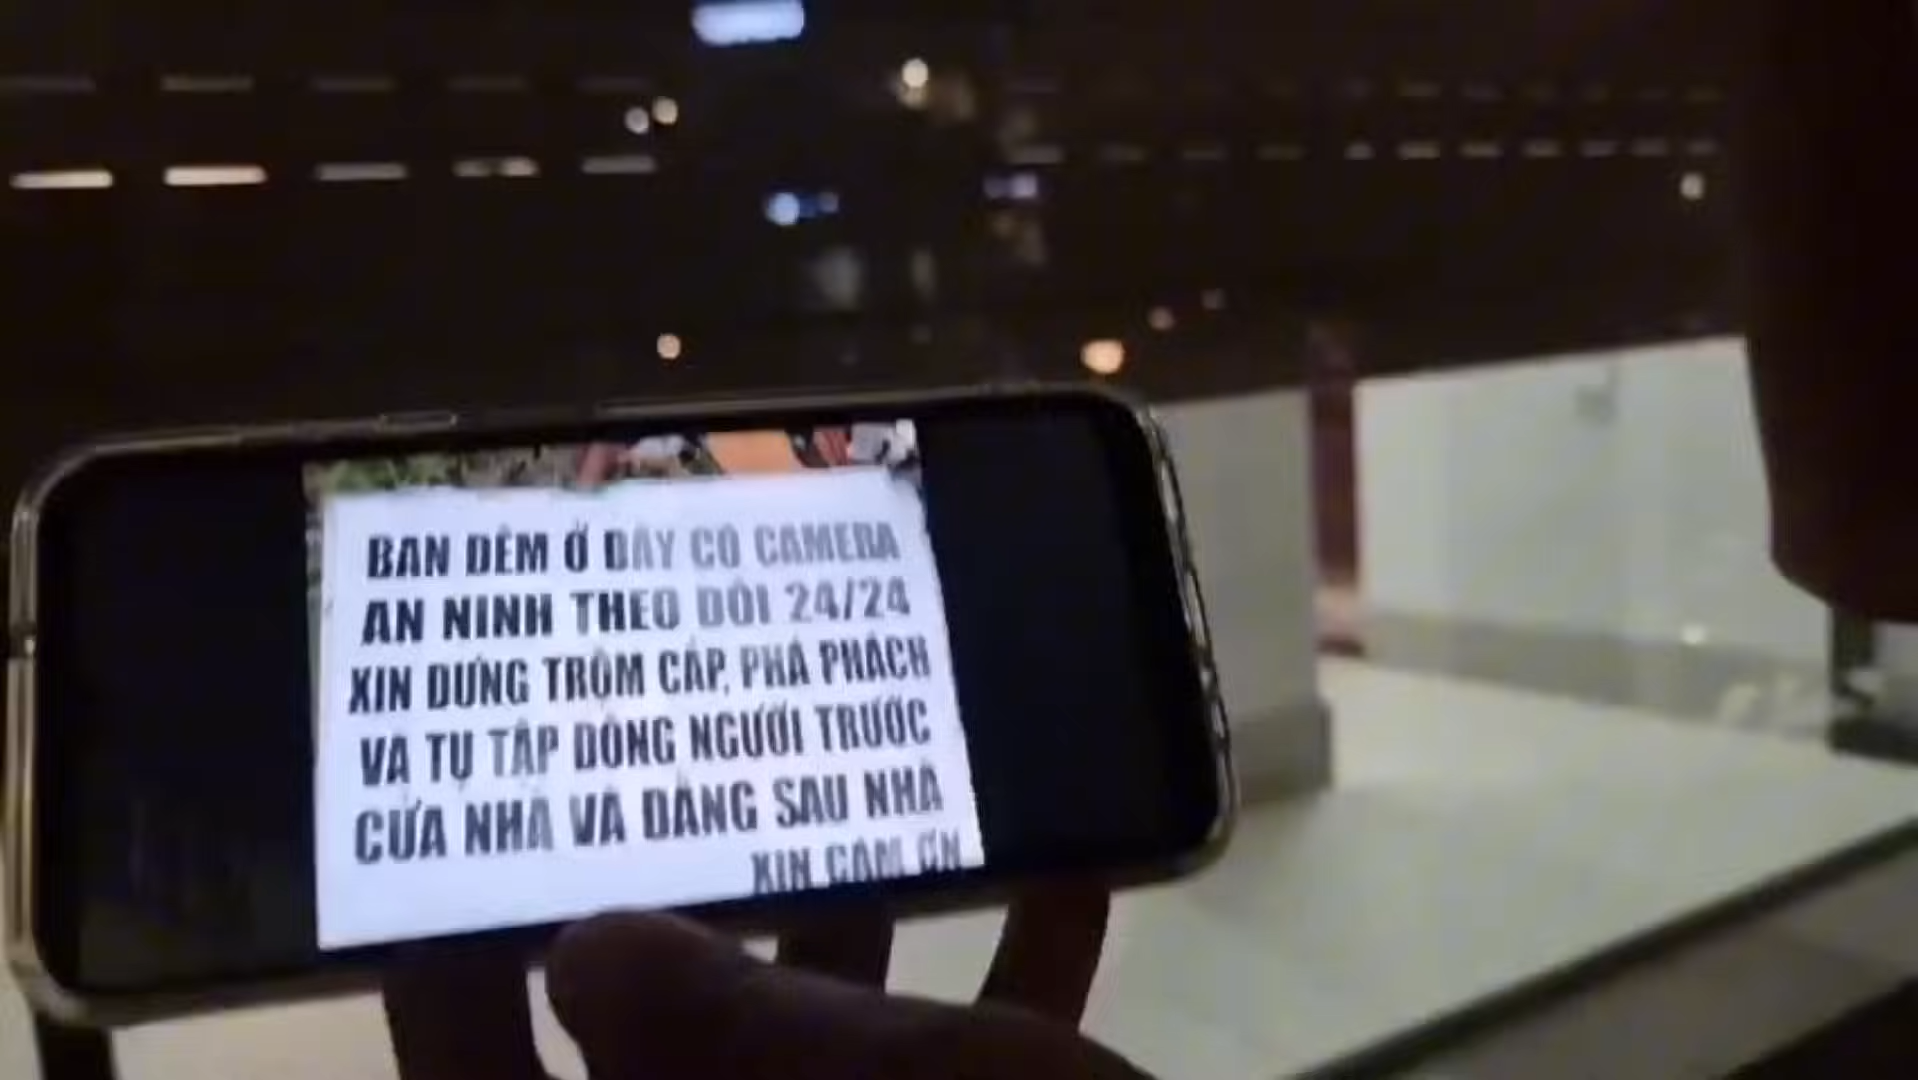 BAN ĐÊM Ở ĐÂY CÓ CAMERA
AN NINH THEO DÕI 24/24
XIN ĐỪNG TRỘM CẮP, PHÁ PHÁCH
VÀ TỤ TẬP ĐÔNG NGƯỜI TRƯỚC
CỬA NHÀ VÀ ĐẰNG SAU NHÀ
XIN CẢM ƠN